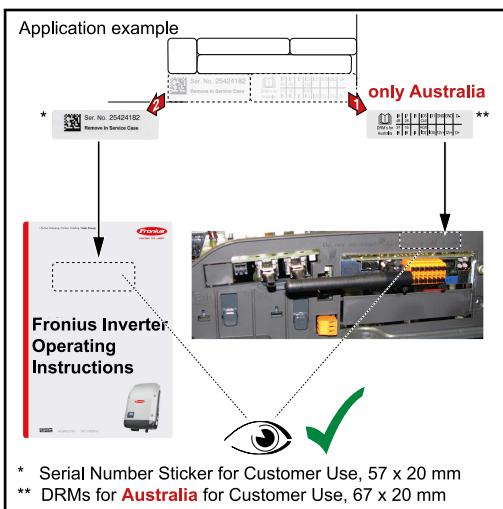 Application example
2
1
only Australia
Ser. No. 25424182
Remove In Service Case
* Ser. No. 25424182
Remove In Service Case
**
DRMs for
Australia
Fronius
Fronius Inverter
Operating
Instructions
* Serial Number Sticker for Customer Use, 57 x 20 mm
** DRMs for Australia for Customer Use, 67 x 20 mm